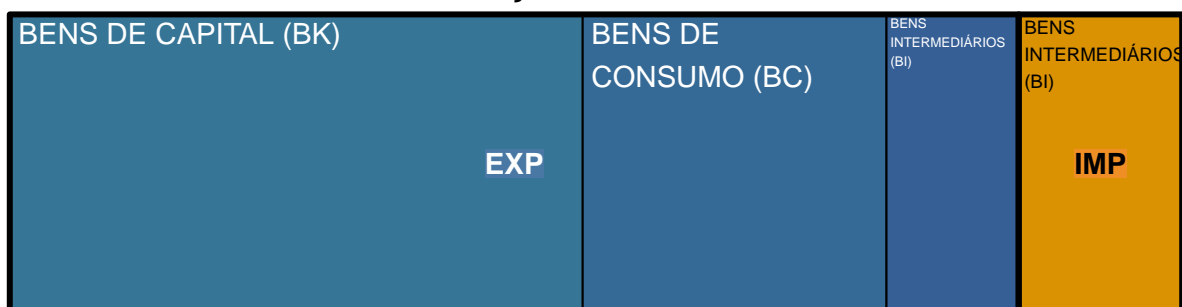 BENS DE CAPITAL (BK)
BENS DE
CONSUMO (BC)
BENS
INTERMEDIÁRIOS
(BI)
BENS
INTERMEDIÁRIOS
(BI)
EXP
IMP